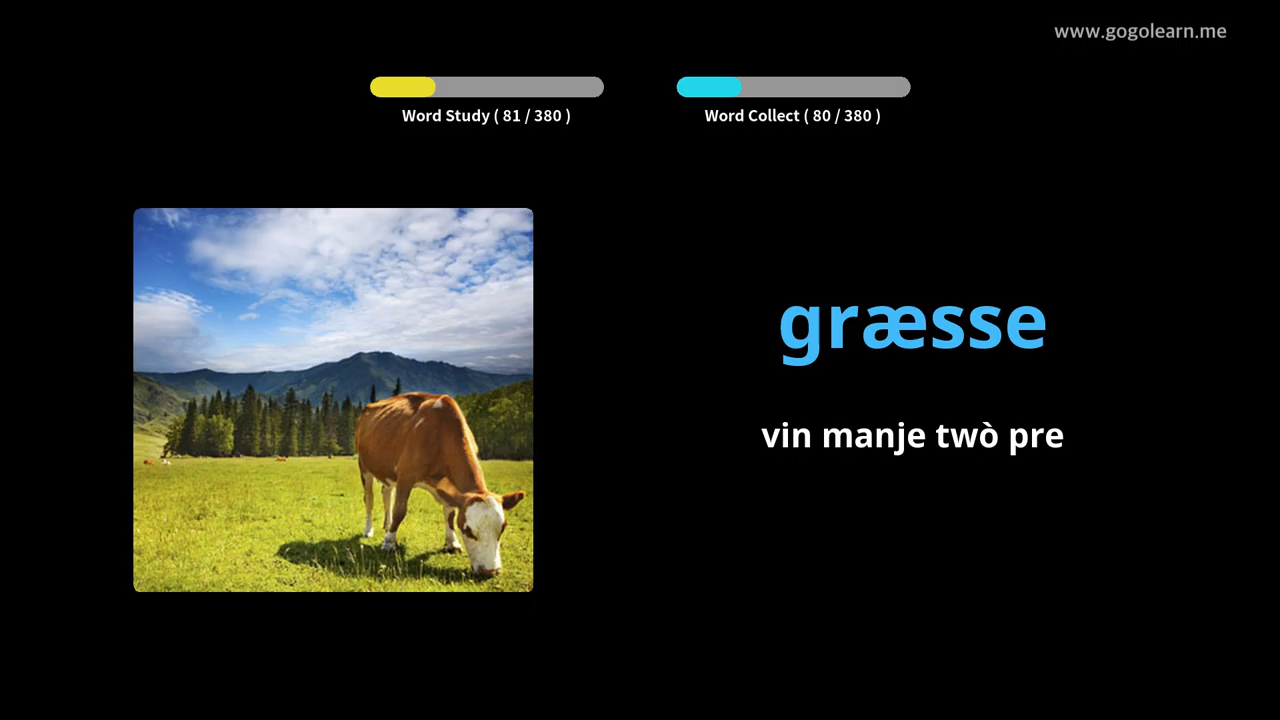 www.gogolearn.me
Word Study ( 81 / 380 )
Word Collect ( 80 / 380 )
græsse
vin manje twò pre